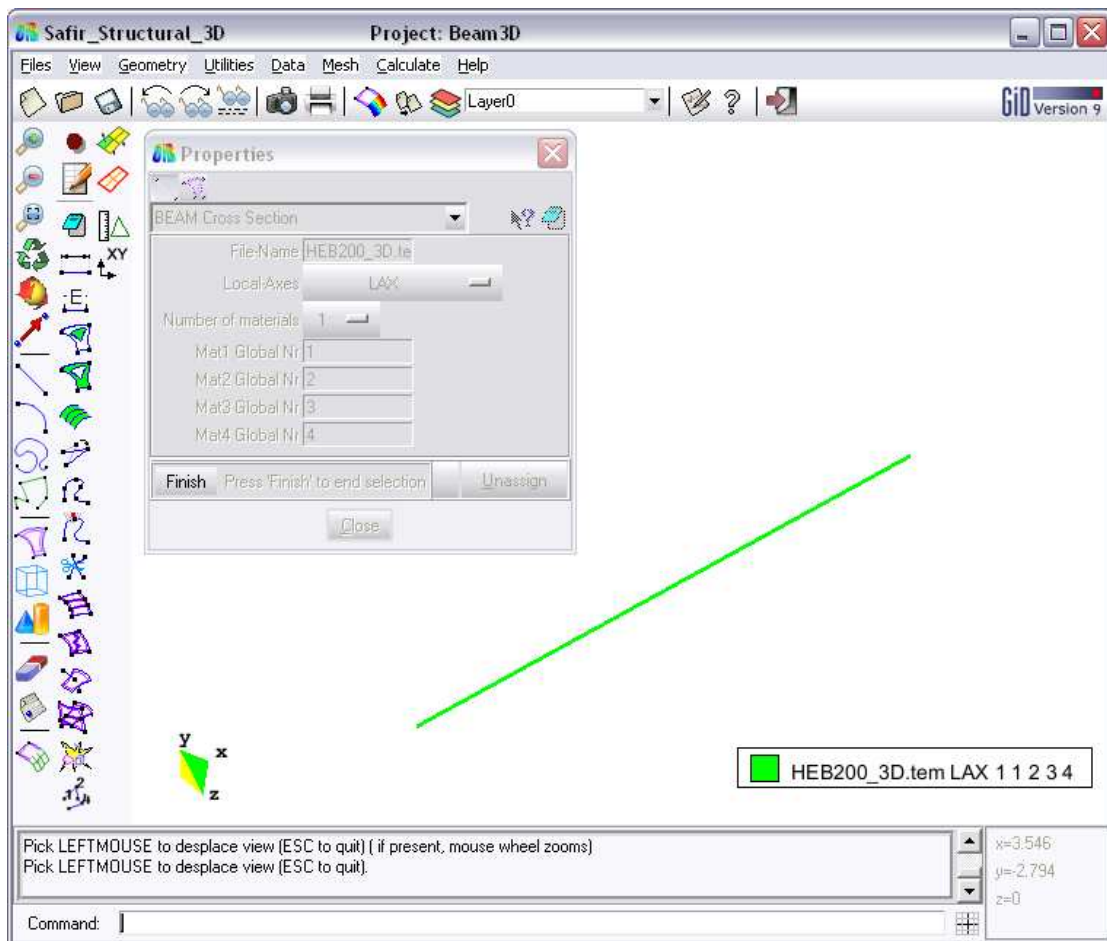 Safir_Structural_3D Project: Beam3D
Files View Geometry Utilities Data Mesh Calculate Help
Layer0 ? GiD Version 9
Properties
BEAM Cross Section ?
File-Name HEB200_3D.te
Local-Axes LAX
Number of materials 1
Mat1 Global Nr 1
Mat2 Global Nr 2
Mat3 Global Nr 3
Mat4 Global Nr 4
Finish Press 'Finish' to end selection Unassign
Close
XY
E
y
x
z
HEB200_3D.tem LAX 1 1 2 3 4
Pick LEFTMOUSE to desplace view (ESC to quit) ( if present, mouse wheel zooms)
Pick LEFTMOUSE to desplace view (ESC to quit).
x=3.546
y=-2.794
z=0
Command: